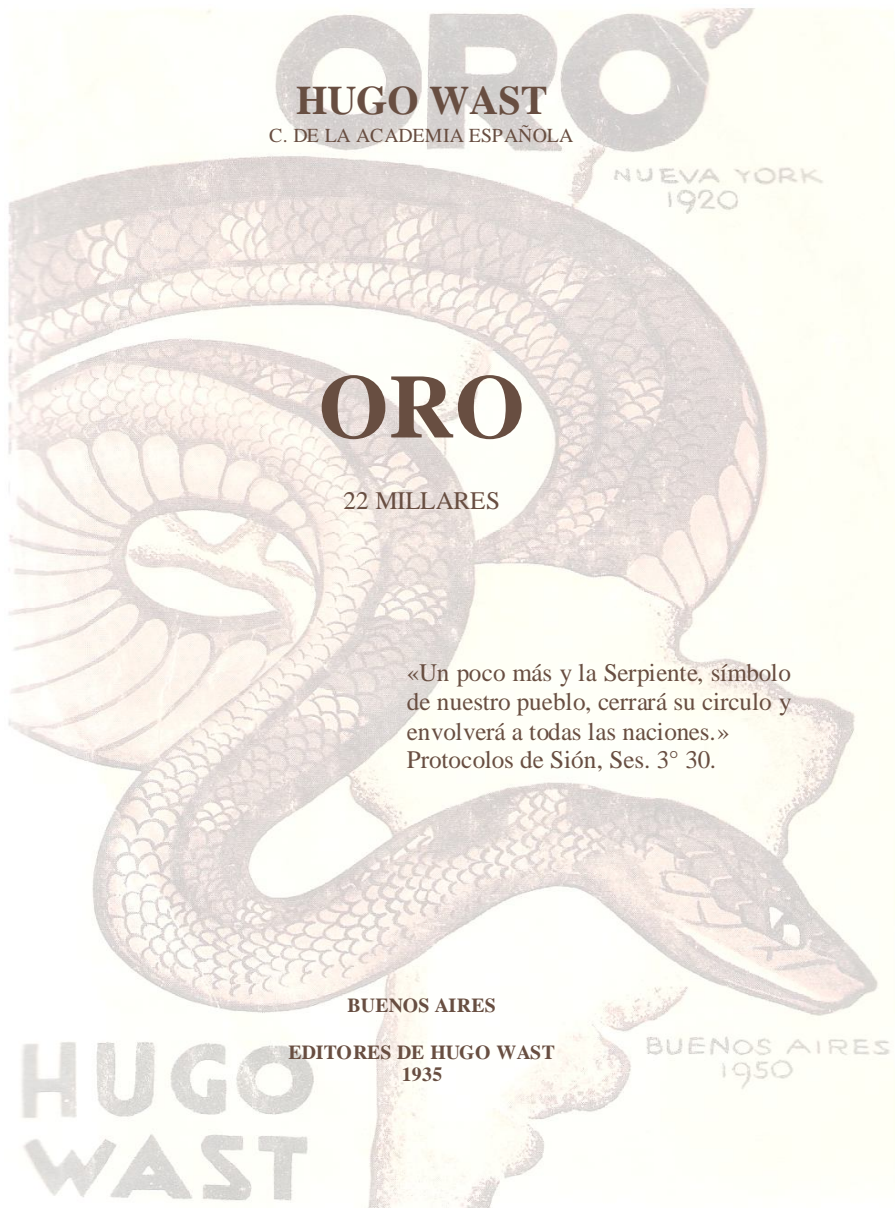 ORO
HUGO WAST
C. DE LA ACADEMIA ESPAÑOLA
NUEVA YORK
1920
ORO
22 MILLARES
«Un poco más y la Serpiente, símbolo
de nuestro pueblo, cerrará su circulo y
envolverá a todas las naciones.»
Protocolos de Sión, Ses. 3° 30.
BUENOS AIRES
EDITORES DE HUGO WAST
1935
BUENOS AIRES
1950
HUGO
WAST